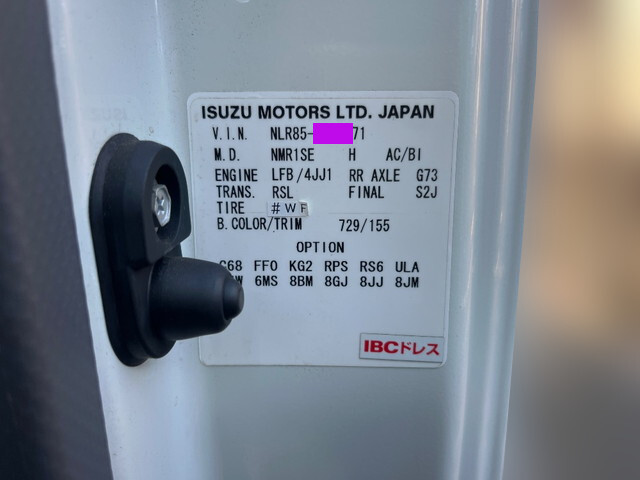 ISUZU MOTORS LTD. JAPAN
V.I.N. NLR85- 71
M.D. NMR1SE H AC/BI
ENGINE LFB/4JJ1 RR AXLE G73
TRANS. RSL FINAL S2J
TIRE #WF
B.COLOR/TRIM 729/155
OPTION
G68 FF0 KG2 RPS RS6 ULA
6MS 8BM 8GJ 8JJ 8JM
IBCドレス